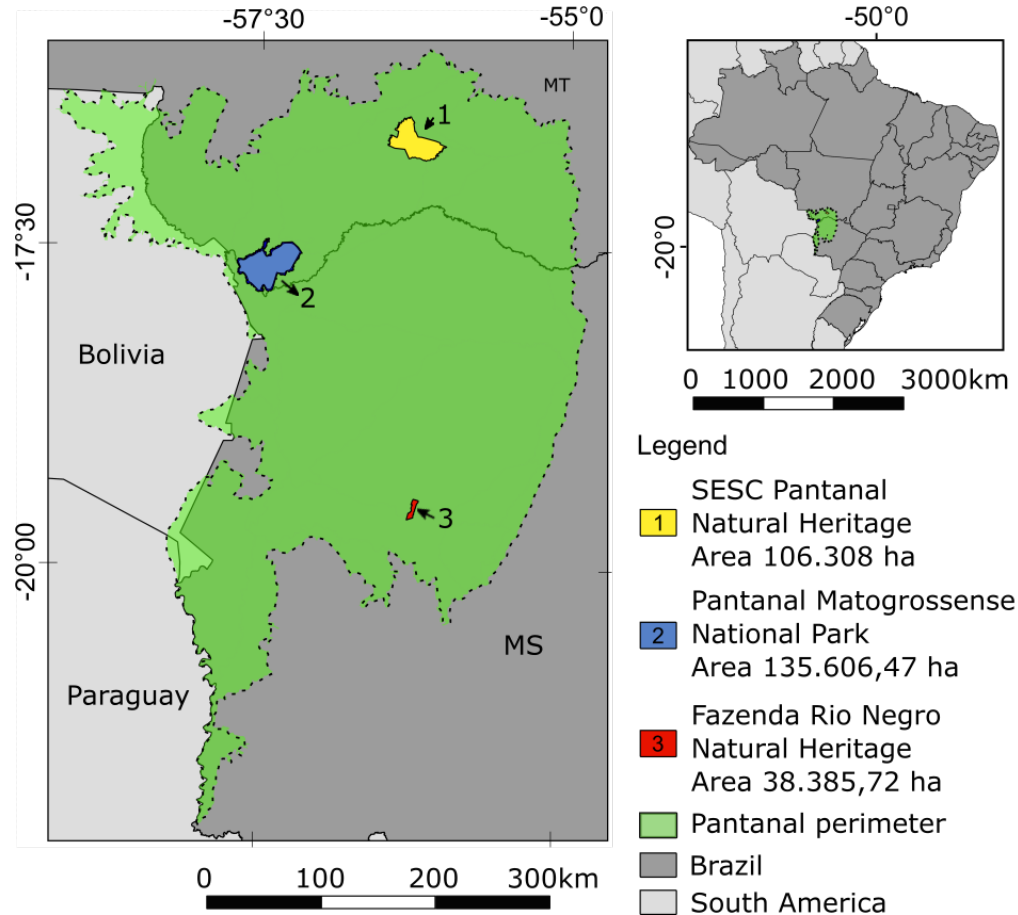 -57°30
-55°0
-17°30
-20°00
MT
1
2
3
Bolivia
Paraguay
MS
0 100 200 300km
-50°0
-20°0
0 1000 2000 3000km
Legend
1 SESC Pantanal
Natural Heritage
Area 106.308 ha
2 Pantanal Matogrossense
National Park
Area 135.606,47 ha
3 Fazenda Rio Negro
Natural Heritage
Area 38.385,72 ha
Pantanal perimeter
Brazil
South America